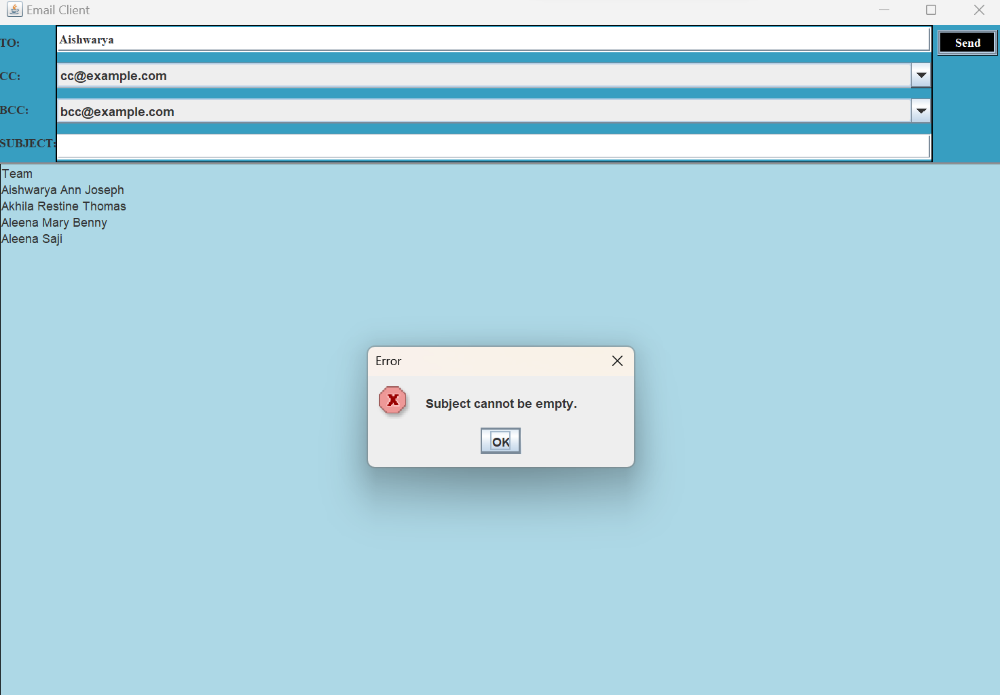 Email Client
TO: Aishwarya Send
CC: cc@example.com
BCC: bcc@example.com
SUBJECT:
Team
Aishwarya Ann Joseph
Akhila Restine Thomas
Aleena Mary Benny
Aleena Saji
Error
X Subject cannot be empty.
OK